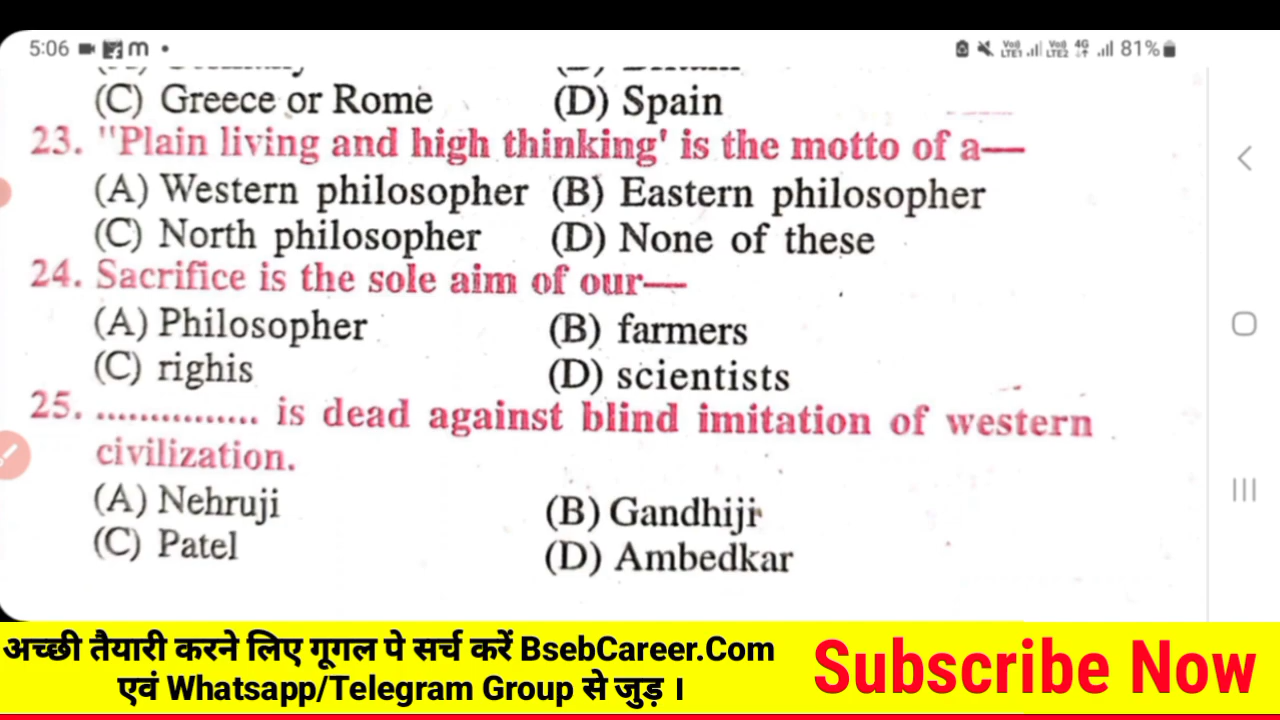 5:06
81%
(C) Greece or Rome (D) Spain
23. "Plain living and high thinking' is the motto of a—
(A) Western philosopher (B) Eastern philosopher
(C) North philosopher (D) None of these
24. Sacrifice is the sole aim of our—
(A) Philosopher (B) farmers
(C) righis (D) scientists
25. ............... is dead against blind imitation of western
civilization.
(A) Nehruji (B) Gandhiji
(C) Patel (D) Ambedkar
अच्छी तैयारी करने लिए गूगल पे सर्च करें BsebCareer.Com
एवं Whatsapp/Telegram Group से जुड़ ।
Subscribe Now